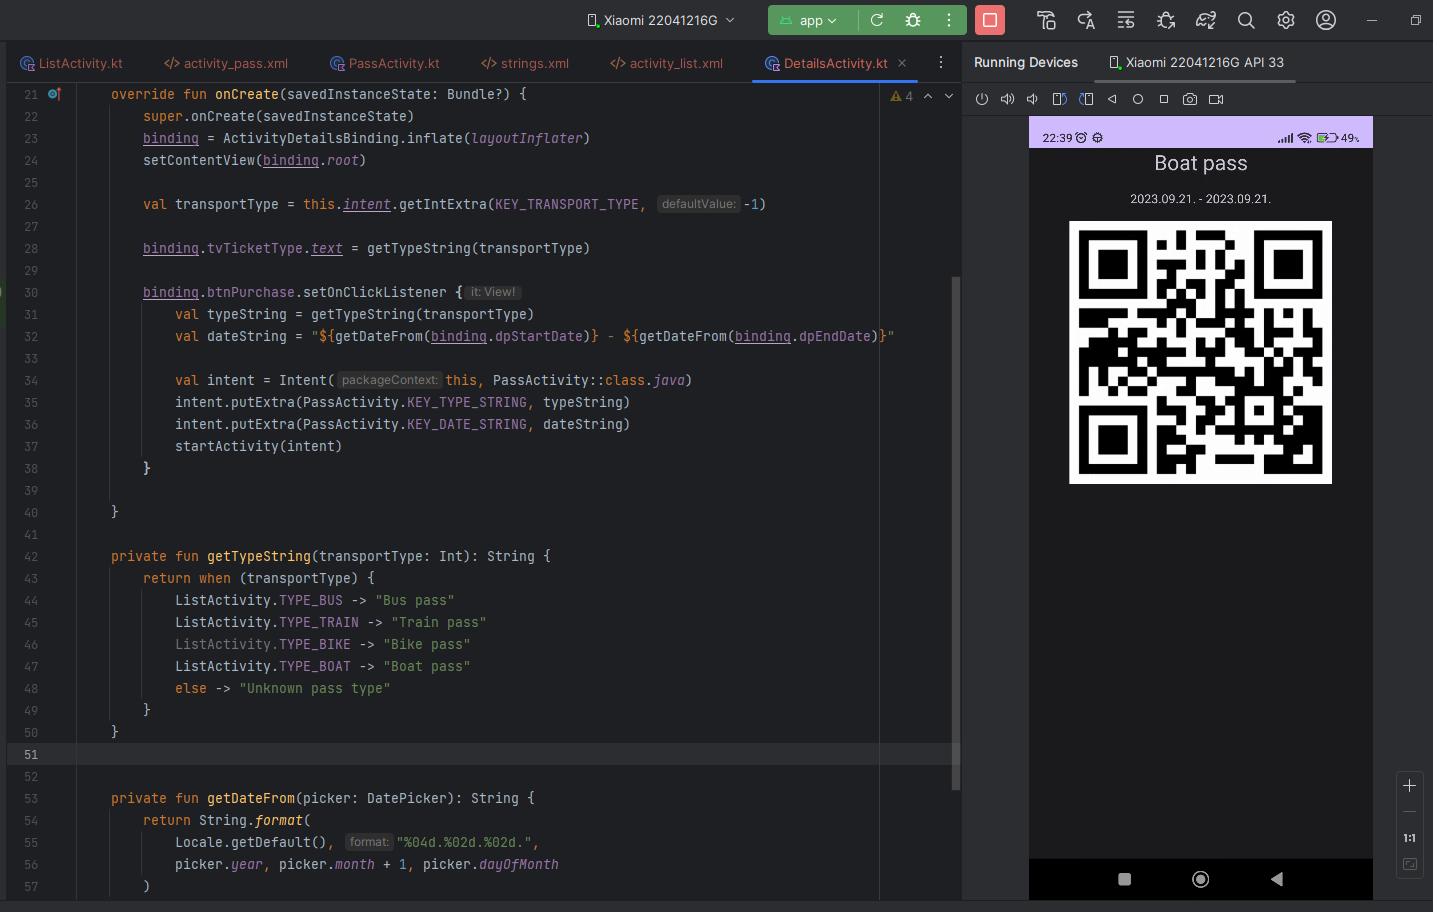 Xiaomi 22041216G
app
ListActivity.kt
activity_pass.xml
PassActivity.kt
strings.xml
activity_list.xml
DetailsActivity.kt
Running Devices
Xiaomi 22041216G API 33
4
21 override fun onCreate(savedInstanceState: Bundle?) {
22 super.onCreate(savedInstanceState)
23 binding = ActivityDetailsBinding.inflate(layoutInflater)
24 setContentView(binding.root)
25
26 val transportType = this.intent.getIntExtra(KEY_TRANSPORT_TYPE, defaultValue: -1)
27
28 binding.tvTicketType.text = getTypeString(transportType)
29
30 binding.btnPurchase.setOnClickListener { it: View!
31 val typeString = getTypeString(transportType)
32 val dateString = "${getDateFrom(binding.dpStartDate)} - ${getDateFrom(binding.dpEndDate)}"
33
34 val intent = Intent( packageContext: this, PassActivity::class.java)
35 intent.putExtra(PassActivity.KEY_TYPE_STRING, typeString)
36 intent.putExtra(PassActivity.KEY_DATE_STRING, dateString)
37 startActivity(intent)
38 }
39
40 }
41
42 private fun getTypeString(transportType: Int): String {
43 return when (transportType) {
44 ListActivity.TYPE_BUS -> "Bus pass"
45 ListActivity.TYPE_TRAIN -> "Train pass"
46 ListActivity.TYPE_BIKE -> "Bike pass"
47 ListActivity.TYPE_BOAT -> "Boat pass"
48 else -> "Unknown pass type"
49 }
50 }
51
52
53 private fun getDateFrom(picker: DatePicker): String {
54 return String.format(
55 Locale.getDefault(), format: "%04d.%02d.%02d.",
56 picker.year, picker.month + 1, picker.dayOfMonth
57 )
22:39
49%
Boat pass
2023.09.21. - 2023.09.21.
1:1